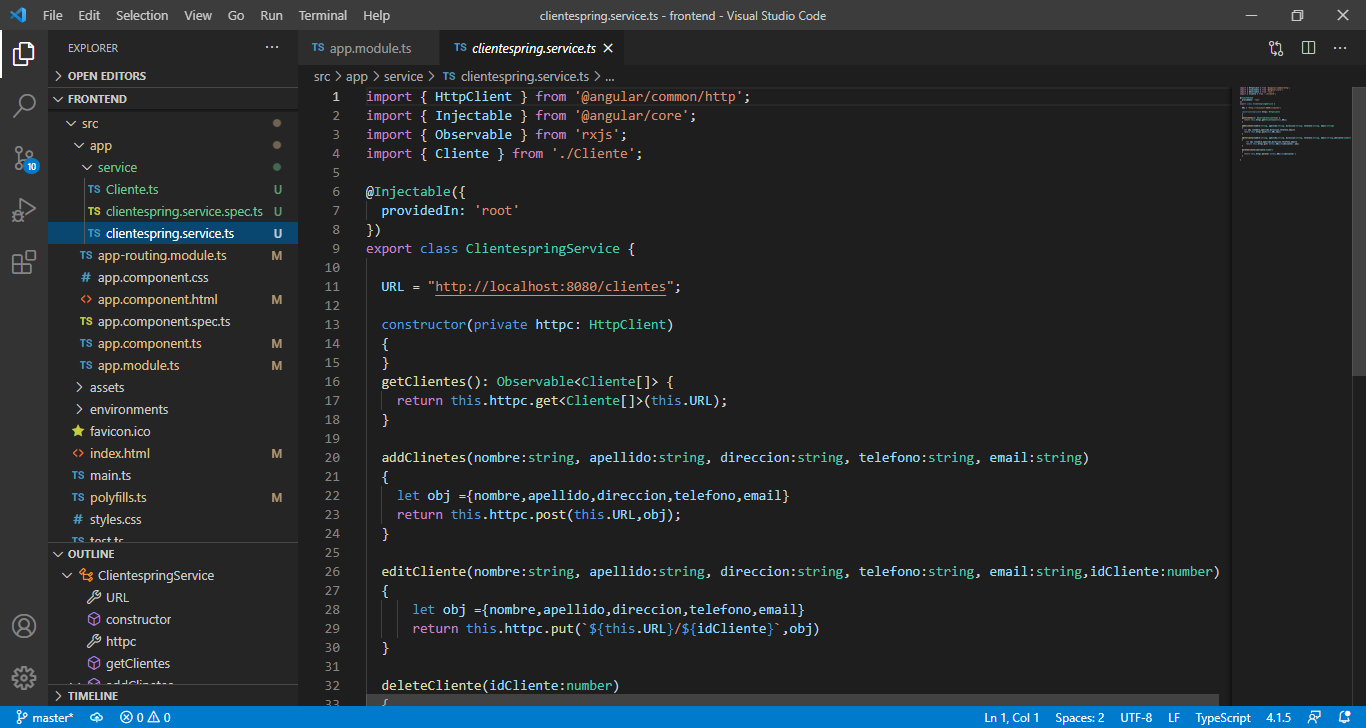 File Edit Selection View Go Run Terminal Help
clientespring.service.ts - frontend - Visual Studio Code
EXPLORER
OPEN EDITORS
FRONTEND
src
app
service
TS Cliente.ts U
TS clientespring.service.spec.ts U
TS clientespring.service.ts U
TS app-routing.module.ts M
# app.component.css
<> app.component.html M
TS app.component.spec.ts
TS app.component.ts M
TS app.module.ts M
assets
environments
favicon.ico
<> index.html M
TS main.ts
TS polyfills.ts M
# styles.css
TS test.ts
OUTLINE
ClientespringService
URL
constructor
httpc
getClientes
addClinetes
TIMELINE
10
TS app.module.ts
TS clientespring.service.ts
src > app > service > TS clientespring.service.ts > ...
1 import { HttpClient } from '@angular/common/http';
2 import { Injectable } from '@angular/core';
3 import { Observable } from 'rxjs';
4 import { Cliente } from './Cliente';
5
6 @Injectable({
7 providedIn: 'root'
8 })
9 export class ClientespringService {
10
11 URL = "http://localhost:8080/clientes";
12
13 constructor(private httpc: HttpClient)
14 {
15 }
16 getClientes(): Observable<Cliente[]> {
17 return this.httpc.get<Cliente[]>(this.URL);
18 }
19
20 addClinetes(nombre:string, apellido:string, direccion:string, telefono:string, email:string)
21 {
22 let obj ={nombre,apellido,direccion,telefono,email}
23 return this.httpc.post(this.URL,obj);
24 }
25
26 editCliente(nombre:string, apellido:string, direccion:string, telefono:string, email:string,idCliente:number)
27 {
28 let obj ={nombre,apellido,direccion,telefono,email}
29 return this.httpc.put(`${this.URL}/${idCliente}`,obj)
30 }
31
32 deleteCliente(idCliente:number)
33 {
master* 0 0
Ln 1, Col 1 Spaces: 2 UTF-8 LF TypeScript 4.1.5